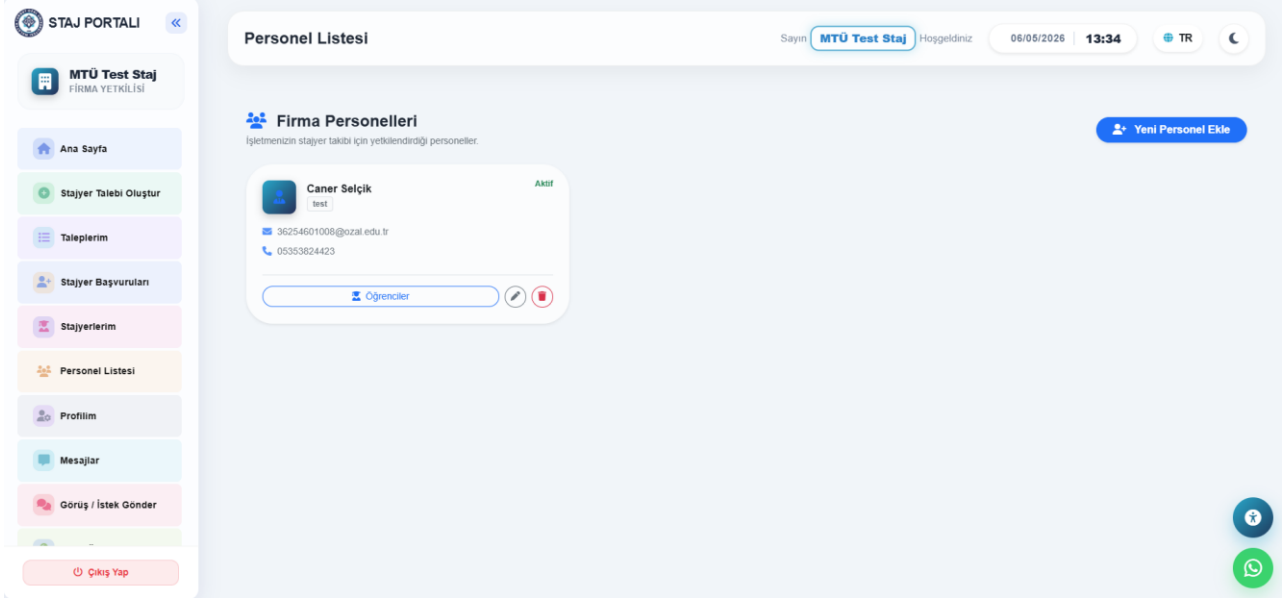 STAJ PORTALI
MTÜ Test Staj
FİRMA YETKİLİSİ
Ana Sayfa
Stajyer Talebi Oluştur
Taleplerim
Stajyer Başvuruları
Stajyerlerim
Personel Listesi
Profilim
Mesajlar
Görüş / İstek Gönder
Çıkış Yap
Personel Listesi
Sayın MTÜ Test Staj Hoşgeldiniz
06/05/2026 13:34
TR
Firma Personelleri
İşletmenizin stajyer takibi için yetkilendirdiği personeller.
Yeni Personel Ekle
Caner Selçik
Aktif
test
36254601008@ozal.edu.tr
05353824423
Öğrenciler